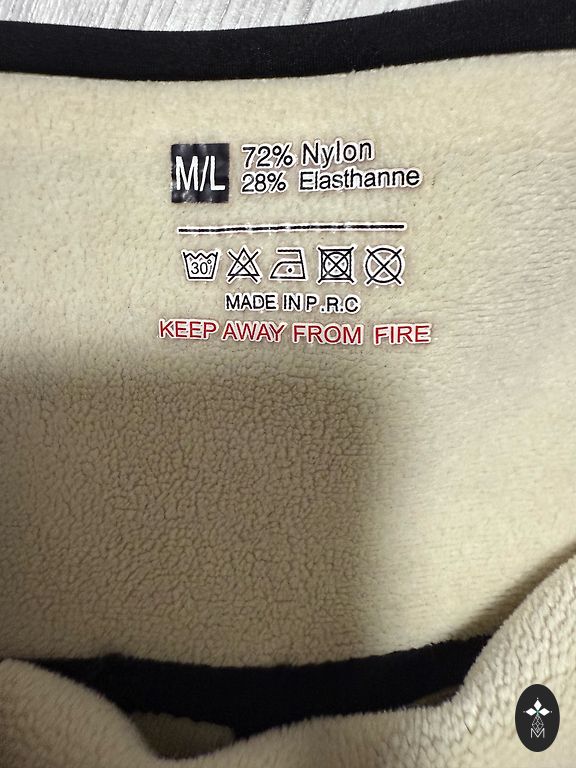 M/L
72% Nylon
28% Elasthanne
30
MADE IN P.R.C
KEEP AWAY FROM FIRE
M